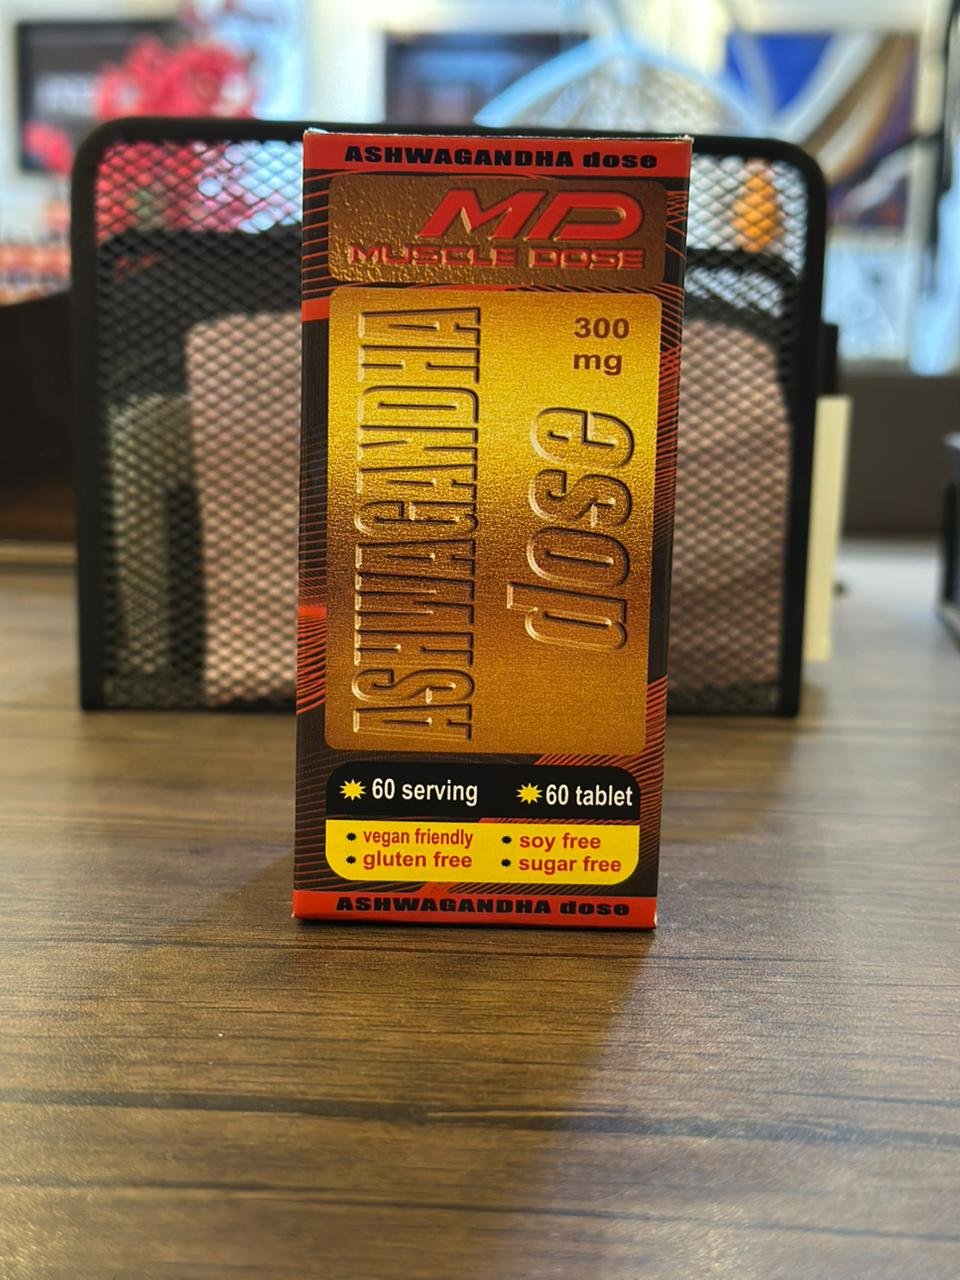 ASHWAGANDHA dose
MD
MUSCLE DOSE
300
mg
ASHWAGANDHA
dose
60 serving
60 tablet
vegan friendly
gluten free
soy free
sugar free
ASHWAGANDHA dose